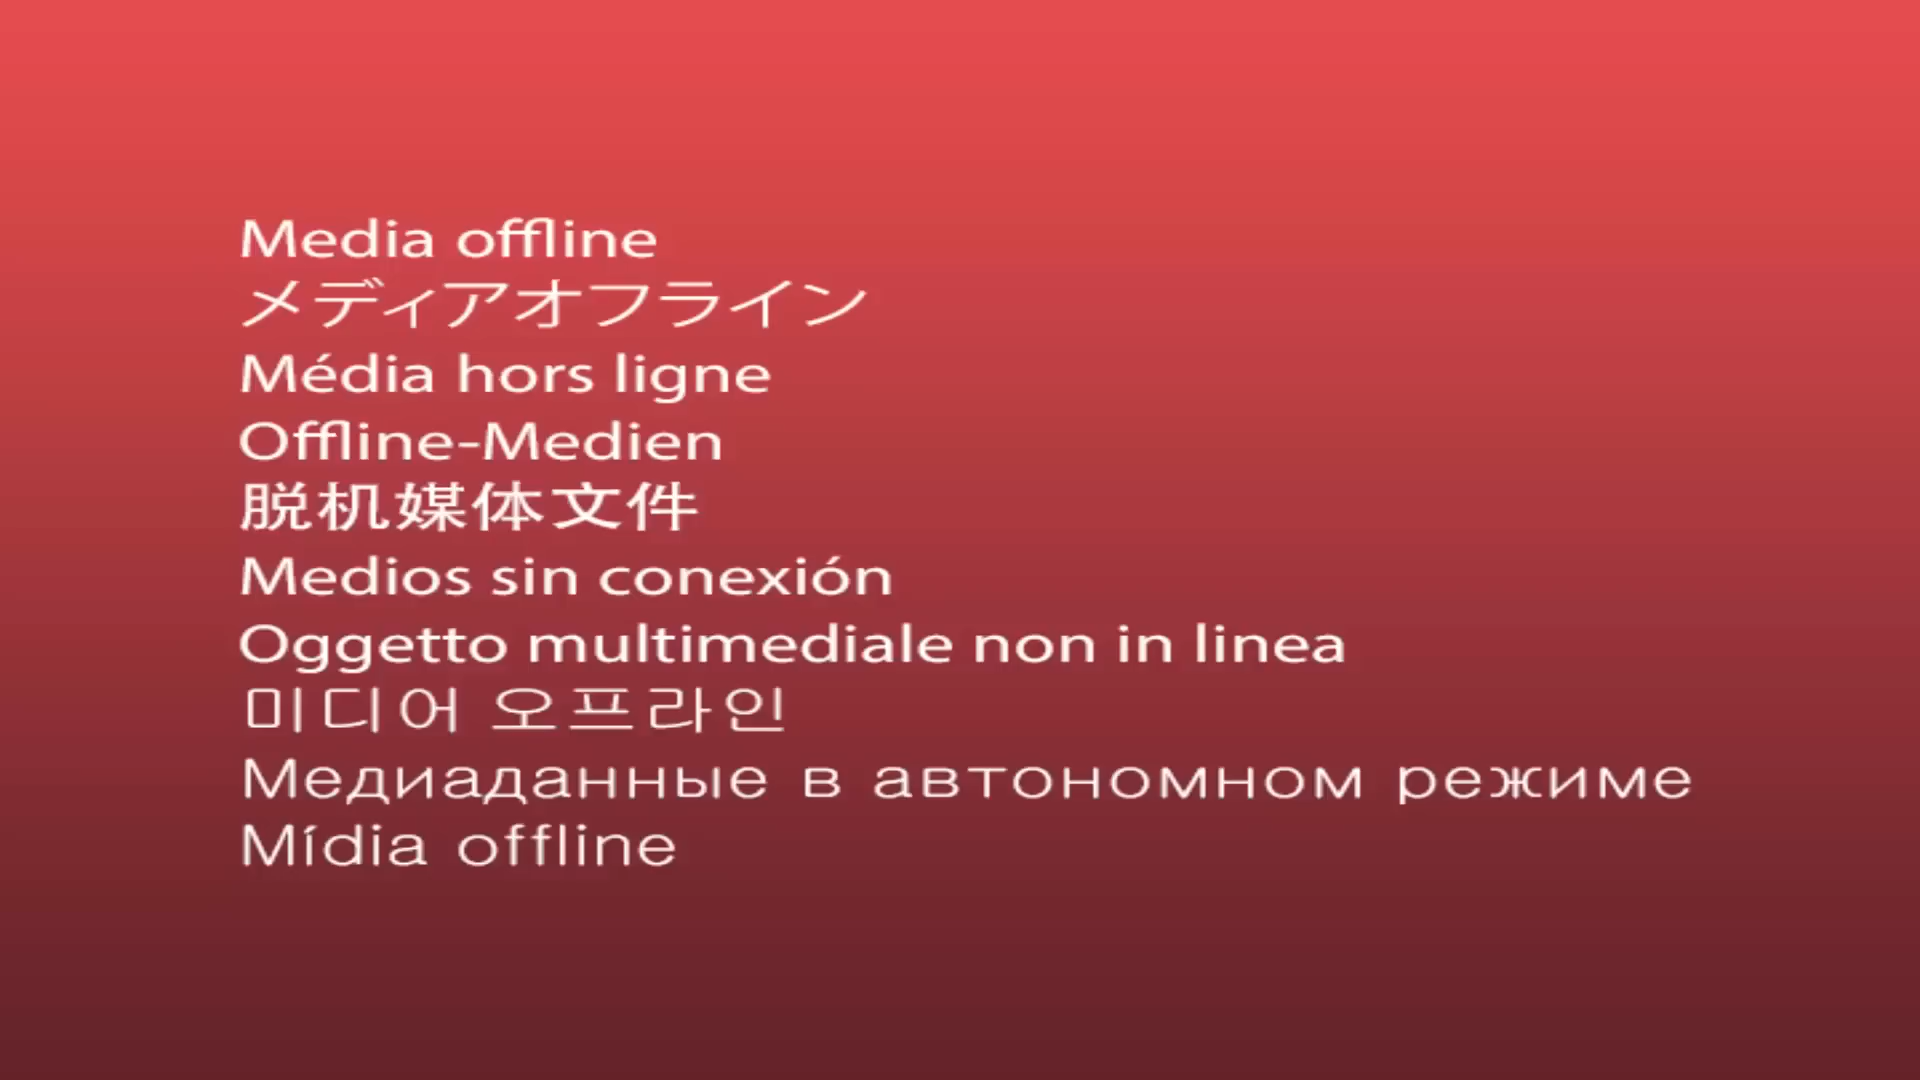 Media offline
メディアオフライン
Média hors ligne
Offline-Medien
脱机媒体文件
Medios sin conexión
Oggetto multimediale non in linea
미디어 오프라인
Медиаданные в автономном режиме
Mídia offline